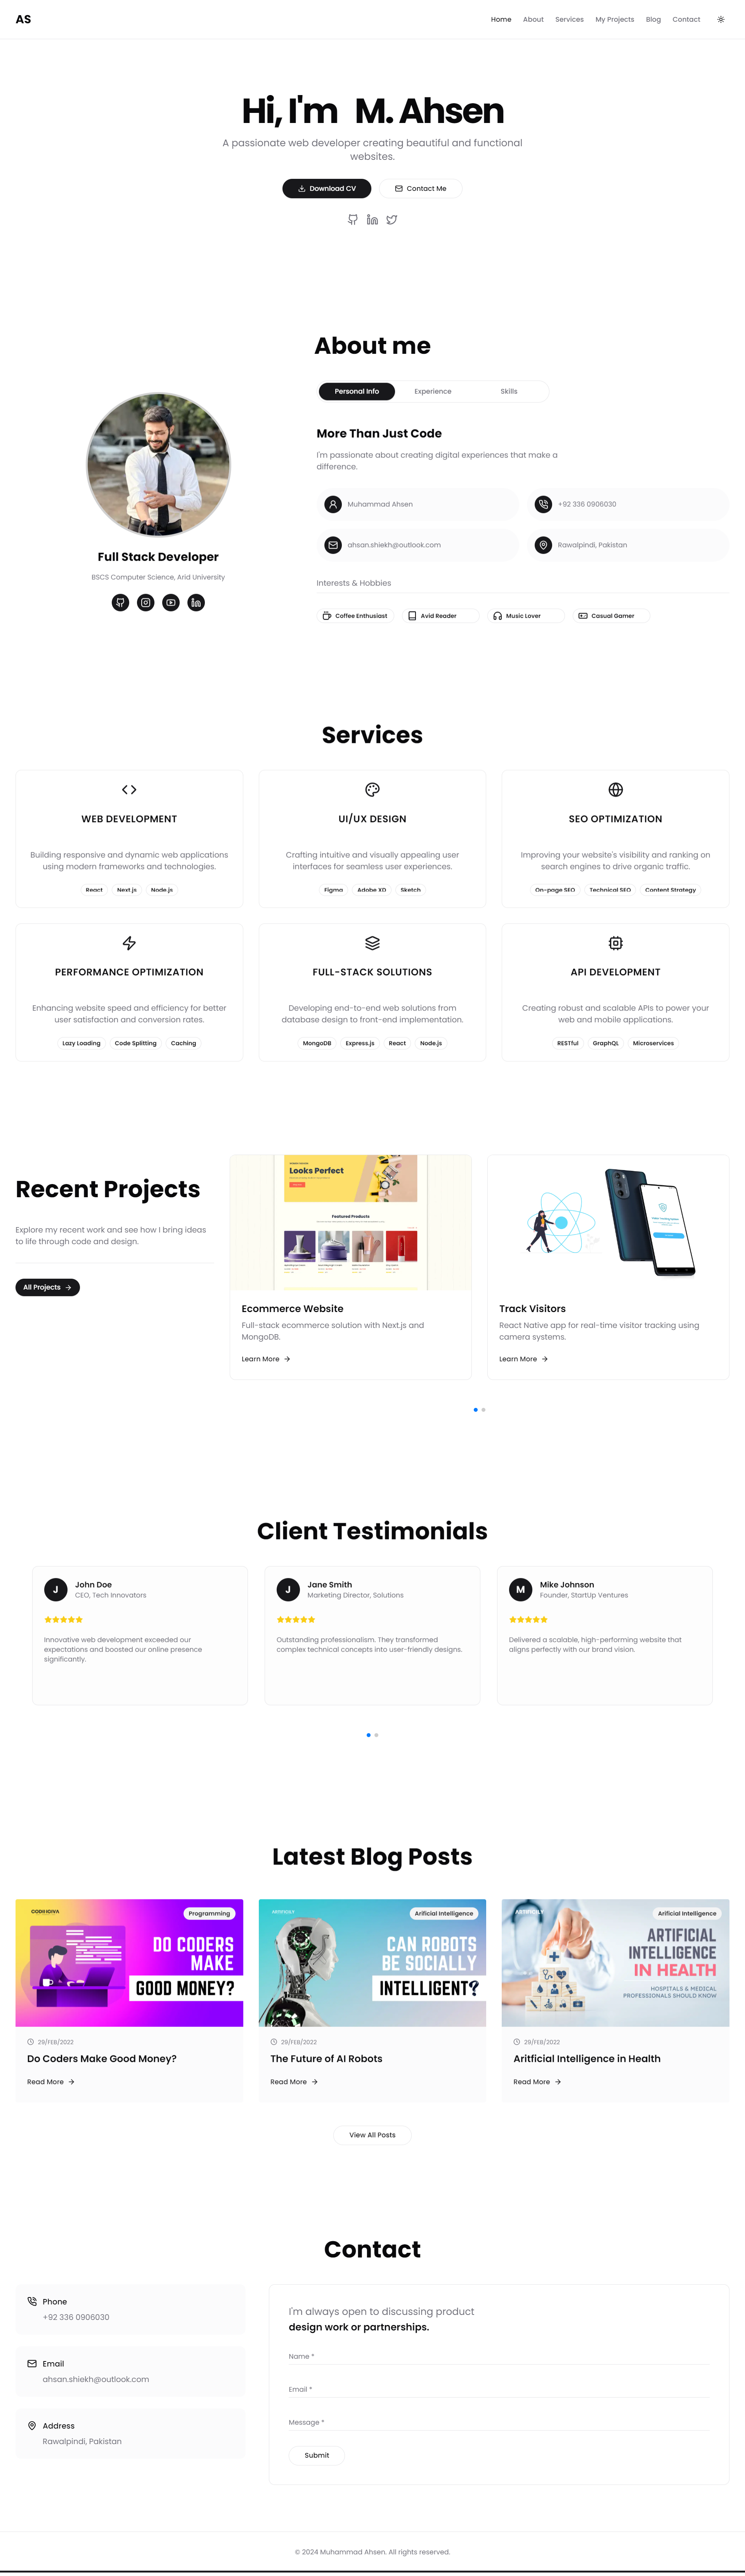 AS
Home About Services My Projects Blog Contact
Hi, I'm M. Ahsen
A passionate web developer creating beautiful and functional
websites.
Download CV
Contact Me
About me
Personal Info
Experience
Skills
Full Stack Developer
BSCS Computer Science, Arid University
More Than Just Code
I'm passionate about creating digital experiences that make a
difference.
Muhammad Ahsen
+92 336 0906030
ahsan.shiekh@outlook.com
Rawalpindi, Pakistan
Interests & Hobbies
Coffee Enthusiast
Avid Reader
Music Lover
Casual Gamer
Services
WEB DEVELOPMENT
Building responsive and dynamic web applications
using modern frameworks and technologies.
React Next.js Node.js
UI/UX DESIGN
Crafting intuitive and visually appealing user
interfaces for seamless user experiences.
Figma Adobe XD Sketch
SEO OPTIMIZATION
Improving your website's visibility and ranking on
search engines to drive organic traffic.
On-page SEO Technical SEO Content Strategy
PERFORMANCE OPTIMIZATION
Enhancing website speed and efficiency for better
user satisfaction and conversion rates.
Lazy Loading Code Splitting Caching
FULL-STACK SOLUTIONS
Developing end-to-end web solutions from
database design to front-end implementation.
MongoDB Express.js React Node.js
API DEVELOPMENT
Creating robust and scalable APIs to power your
web and mobile applications.
RESTful GraphQL Microservices
Recent Projects
Explore my recent work and see how I bring ideas
to life through code and design.
All Projects
Looks Perfect
Featured Products
Ecommerce Website
Full-stack ecommerce solution with Next.js and
MongoDB.
Learn More
Track Visitors
React Native app for real-time visitor tracking using
camera systems.
Learn More
Client Testimonials
J
John Doe
CEO, Tech Innovators
Innovative web development exceeded our
expectations and boosted our online presence
significantly.
J
Jane Smith
Marketing Director, Solutions
Outstanding professionalism. They transformed
complex technical concepts into user-friendly designs.
M
Mike Johnson
Founder, StartUp Ventures
Delivered a scalable, high-performing website that
aligns perfectly with our brand vision.
Latest Blog Posts
Programming
DO CODERS
MAKE
GOOD MONEY?
29/FEB/2022
Do Coders Make Good Money?
Read More
Arificial Intelligence
CAN ROBOTS
BE SOCIALLY
INTELLIGENT?
29/FEB/2022
The Future of AI Robots
Read More
Arificial Intelligence
ARTIFICIAL
INTELLIGENCE
IN HEALTH
HOSPITALS & MEDICAL
PROFESSIONALS SHOULD KNOW
29/FEB/2022
Aritficial Intelligence in Health
Read More
View All Posts
Contact
Phone
+92 336 0906030
Email
ahsan.shiekh@outlook.com
Address
Rawalpindi, Pakistan
I'm always open to discussing product
design work or partnerships.
Name *
Email *
Message *
Submit
© 2024 Muhammad Ahsen. All rights reserved.